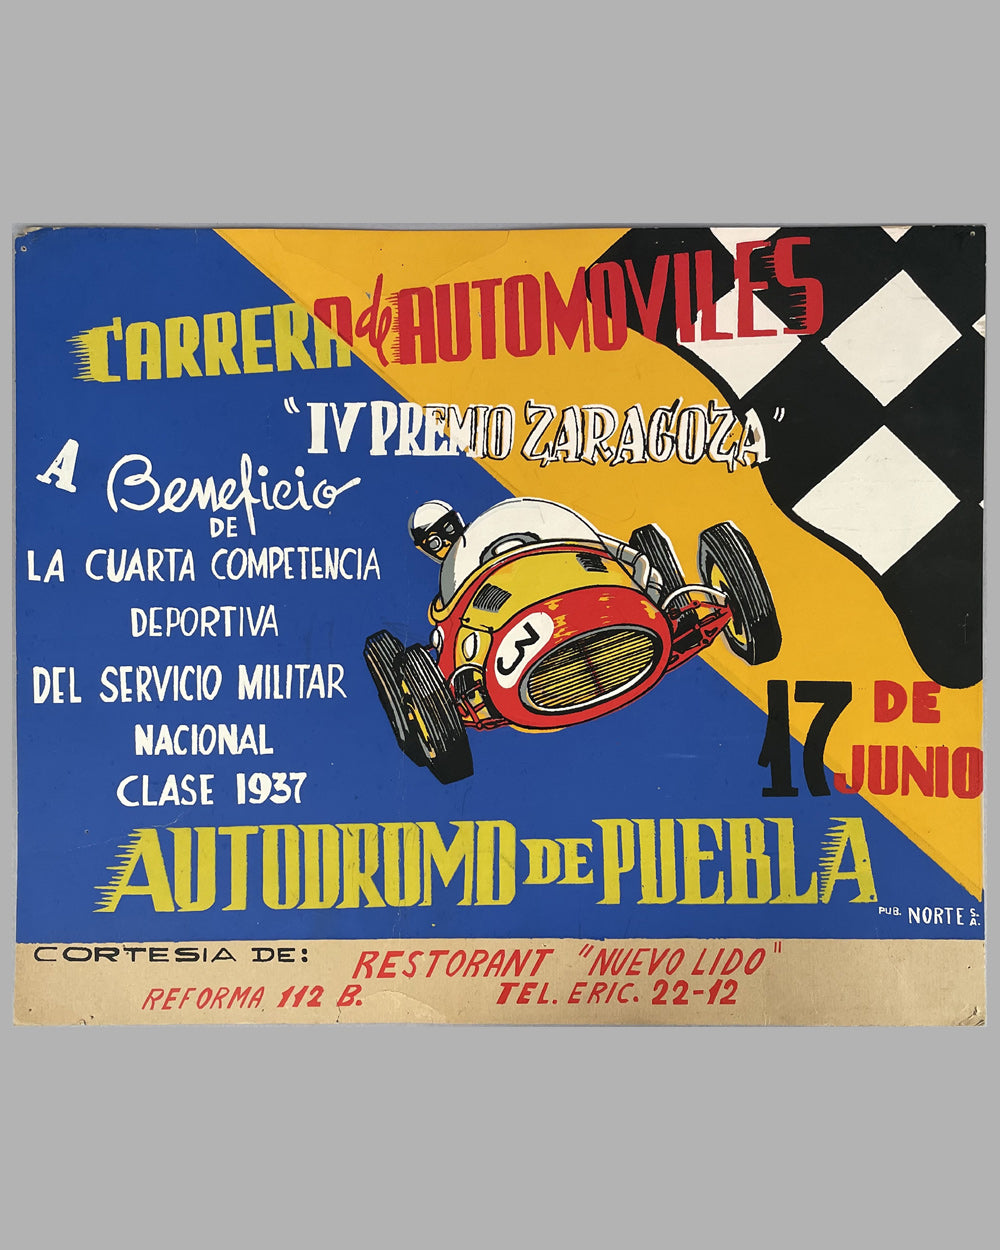 CARRERA de AUTOMOVILES
"IV PREMIO ZARAGOZA"
A Beneficio
DE
LA CUARTA COMPETENCIA
DEPORTIVA
DEL SERVICIO MILITAR
NACIONAL
CLASE 1937
3
17 DE
JUNIO
AUTODROMO DE PUEBLA
PUB. NORTE S.A.
CORTESIA DE: RESTORANT "NUEVO LIDO"
REFORMA 112 B. TEL. ERIC. 22-12